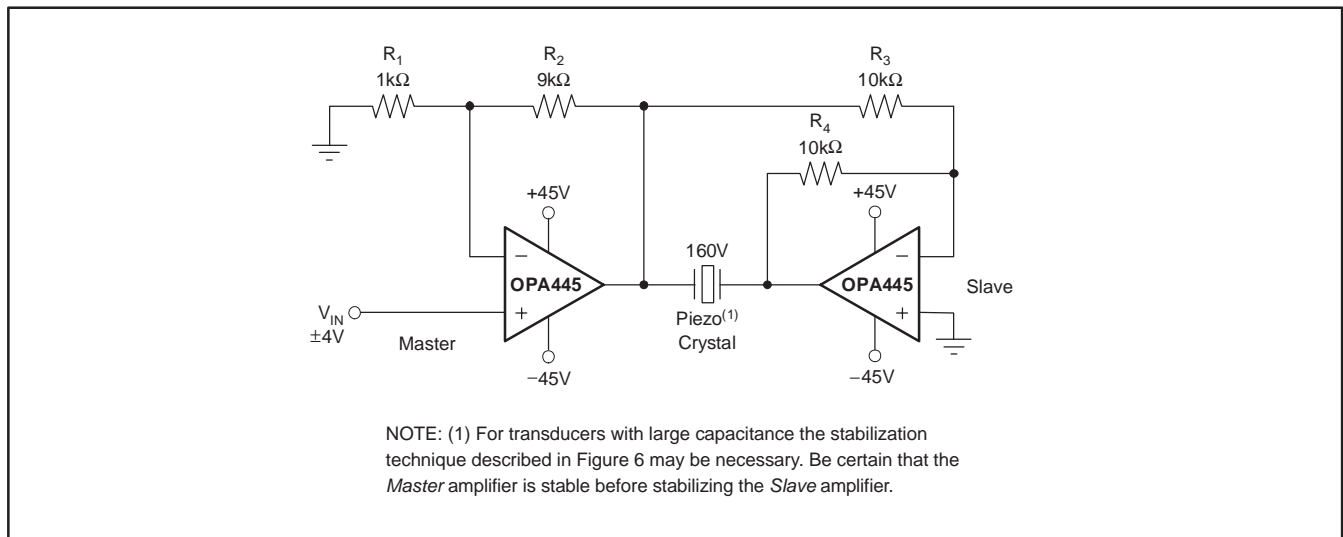 R1
1kΩ
R2
9kΩ
R3
10kΩ
R4
10kΩ
+45V
+45V
−
OPA445
+
160V
−
OPA445
+
Slave
VIN
±4V
Master
Piezo(1)
Crystal
−45V
−45V
NOTE: (1) For transducers with large capacitance the stabilization
technique described in Figure 6 may be necessary. Be certain that the
Master amplifier is stable before stabilizing the Slave amplifier.